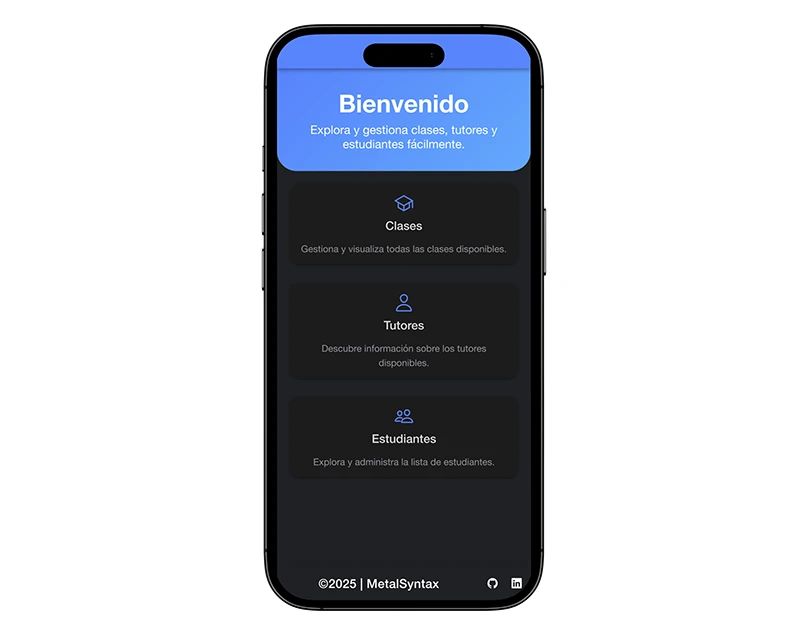 Bienvenido
Explora y gestiona clases, tutores y
estudiantes fácilmente.
Clases
Gestiona y visualiza todas las clases disponibles.
Tutores
Descubre información sobre los tutores
disponibles.
Estudiantes
Explora y administra la lista de estudiantes.
©2025 | MetalSyntax